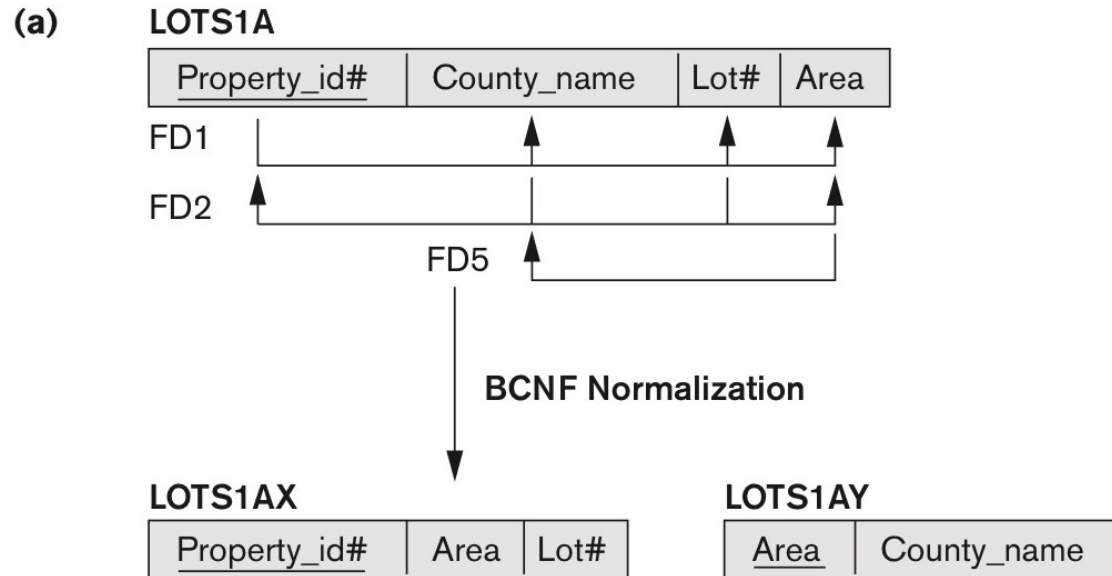 (a)
LOTS1A
Property_id# County_name Lot# Area
FD1
FD2
FD5
BCNF Normalization
LOTS1AX LOTS1AY
Property_id# Area Lot# Area County_name